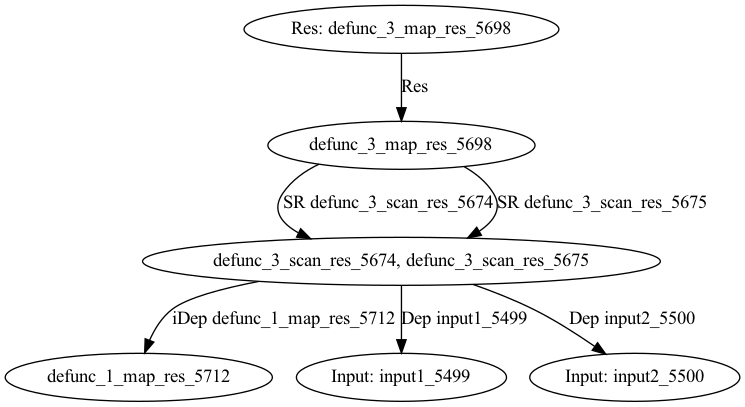 Res: defunc_3_map_res_5698
Res
defunc_3_map_res_5698
SR defunc_3_scan_res_5674
SR defunc_3_scan_res_5675
defunc_3_scan_res_5674, defunc_3_scan_res_5675
iDep defunc_1_map_res_5712
Dep input1_5499
Dep input2_5500
defunc_1_map_res_5712
Input: input1_5499
Input: input2_5500